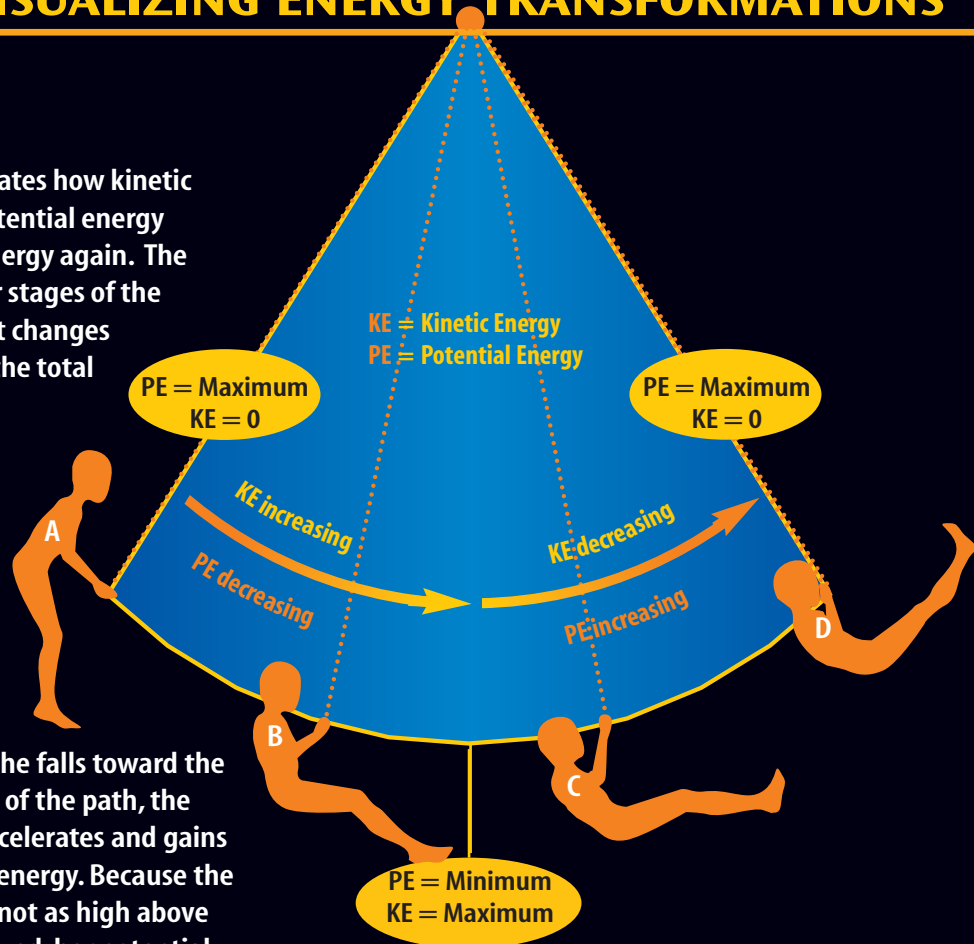 ISUALIZING ENERGY TRANSFORMATIONS
ates how kinetic
tential energy
ergy again. The
r stages of the
t changes
he total
KE = Kinetic Energy
PE = Potential Energy
PE = Maximum
KE = 0
PE = Maximum
KE = 0
A
KE increasing
PE decreasing
KE decreasing
PE increasing
D
B
C
he falls toward the
of the path, the
celerates and gains
energy. Because the
not as high above
PE = Minimum
KE = Maximum